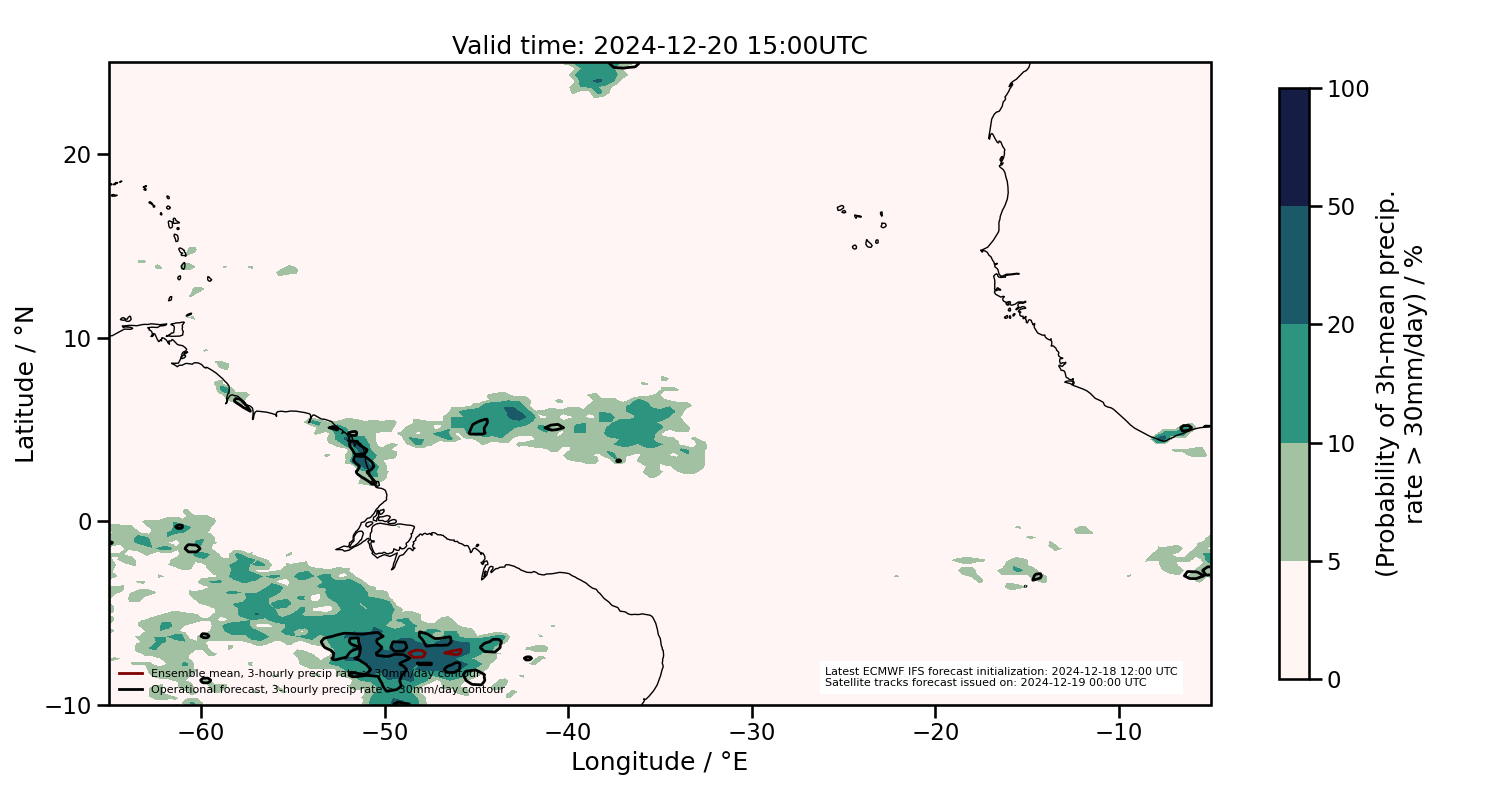 Valid time: 2024-12-20 15:00UTC
Latitude / °N
20
10
0
−10
−60
−50
−40
−30
−20
−10
Longitude / °E
Ensemble mean, 3-hourly precip rate > 30mm/day contour
Operational forecast, 3-hourly precip rate > 30mm/day contour
Latest ECMWF IFS forecast initialization: 2024-12-18 12:00 UTC
Satellite tracks forecast issued on: 2024-12-19 00:00 UTC
100
50
20
10
5
0
(Probability of 3h-mean precip.
rate > 30mm/day) / %